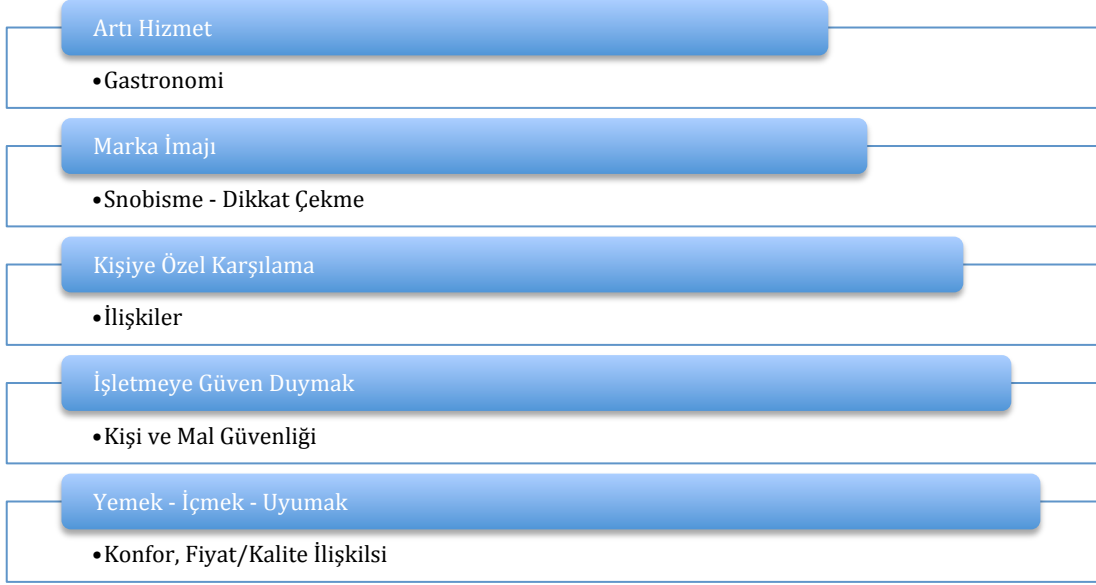 Artı Hizmet
•Gastronomi
Marka İmajı
•Snobisme - Dikkat Çekme
Kişiye Özel Karşılama
•İlişkiler
İşletmeye Güven Duymak
•Kişi ve Mal Güvenliği
Yemek - İçmek - Uyumak
•Konfor, Fiyat/Kalite İlişkilsi